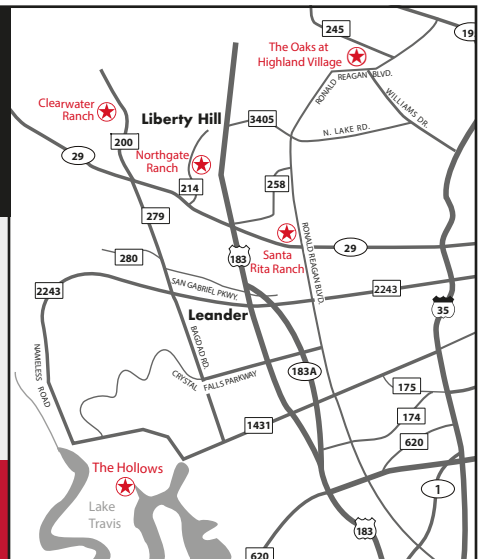 245
19
The Oaks at
Highland Village
RONALD REAGAN BLVD.
WILLIAMS DR.
Clearwater
Ranch
Liberty Hill
3405
N. LAKE RD.
200
29
Northgate
Ranch
214
258
279
RONALD REAGAN BLVD.
280
183
Santa
Rita Ranch
29
2243
SAN GABRIEL PKWY.
2243
Leander
35
NAMELESS ROAD
BAGDAD RD.
CRYSTAL FALLS PARKWAY
183A
175
174
1431
620
The Hollows
1
Lake
Travis
183
620